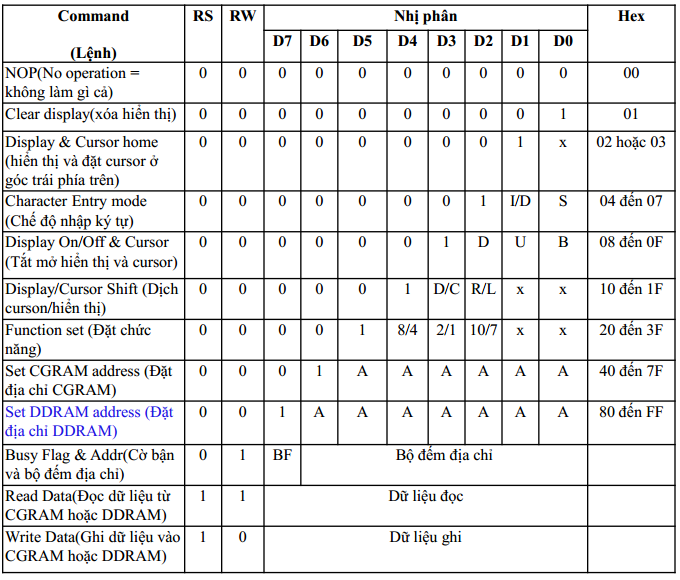 Command RS RW Nhị phân Hex
(Lệnh) D7 D6 D5 D4 D3 D2 D1 D0
NOP(No operation = 0 0 0 0 0 0 0 0 0 0 00
không làm gì cả)
Clear display(xóa hiển thị) 0 0 0 0 0 0 0 0 0 1 01
Display & Cursor home 0 0 0 0 0 0 0 0 1 x 02 hoặc 03
(hiển thị và đặt cursor ở
góc trái phía trên)
Character Entry mode 0 0 0 0 0 0 0 1 I/D S 04 đến 07
(Chế độ nhập ký tự)
Display On/Off & Cursor 0 0 0 0 0 0 1 D U B 08 đến 0F
(Tắt mở hiển thị và cursor)
Display/Cursor Shift (Dịch 0 0 0 0 0 1 D/C R/L x x 10 đến 1F
curson/hiển thị)
Function set (Đặt chức 0 0 0 0 1 8/4 2/1 10/7 x x 20 đến 3F
năng)
Set CGRAM address (Đặt 0 0 0 1 A A A A A A 40 đến 7F
địa chỉ CGRAM)
Set DDRAM address (Đặt 0 0 1 A A A A A A A 80 đến FF
địa chỉ DDRAM)
Busy Flag & Addr(Cờ bận 0 1 BF Bộ đếm địa chỉ
và bộ đếm địa chỉ)
Read Data(Đọc dữ liệu từ 1 1 Dữ liệu đọc
CGRAM hoặc DDRAM)
Write Data(Ghi dữ liệu vào 1 0 Dữ liệu ghi
CGRAM hoặc DDRAM)